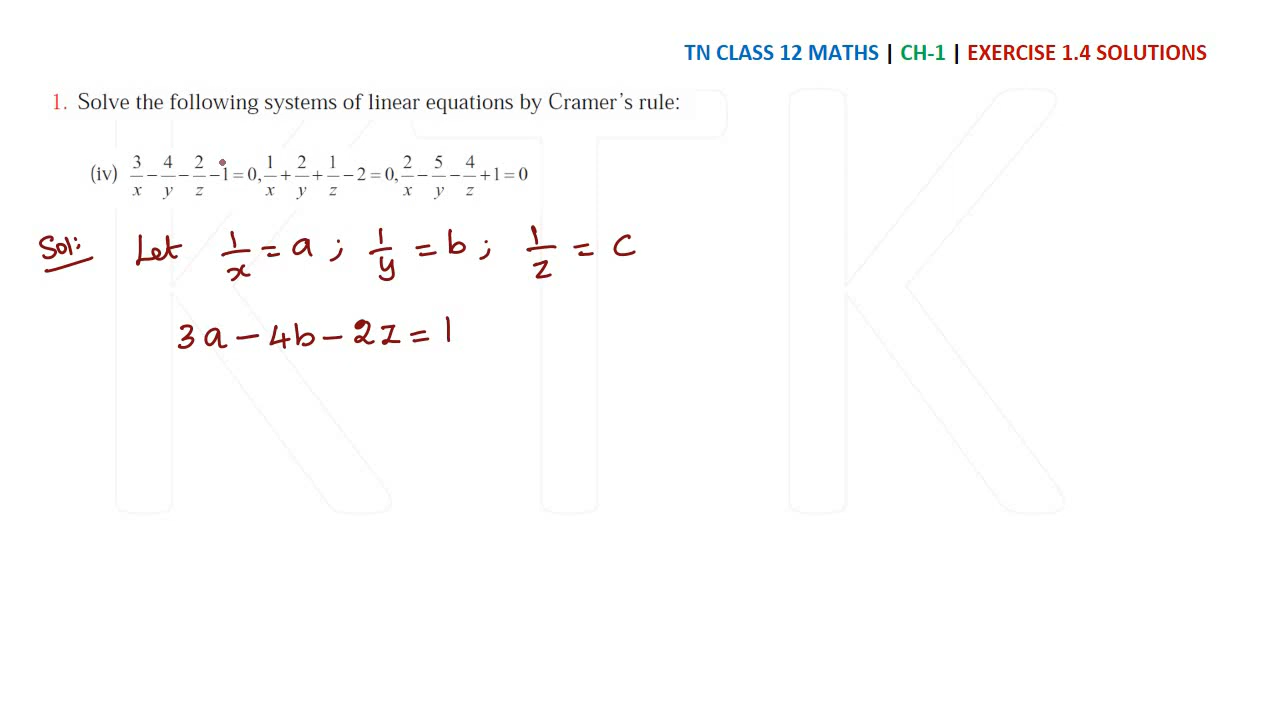 TN CLASS 12 MATHS | CH-1 | EXERCISE 1.4 SOLUTIONS
1. Solve the following systems of linear equations by Cramer’s rule:
(iv) 3/x − 4/y − 2/z − 1 = 0, 1/x + 2/y + 1/z − 2 = 0, 2/x − 5/y − 4/z + 1 = 0
Sol: Let 1/x = a ; 1/y = b ; 1/z = c
3a − 4b − 2z = 1
KTK